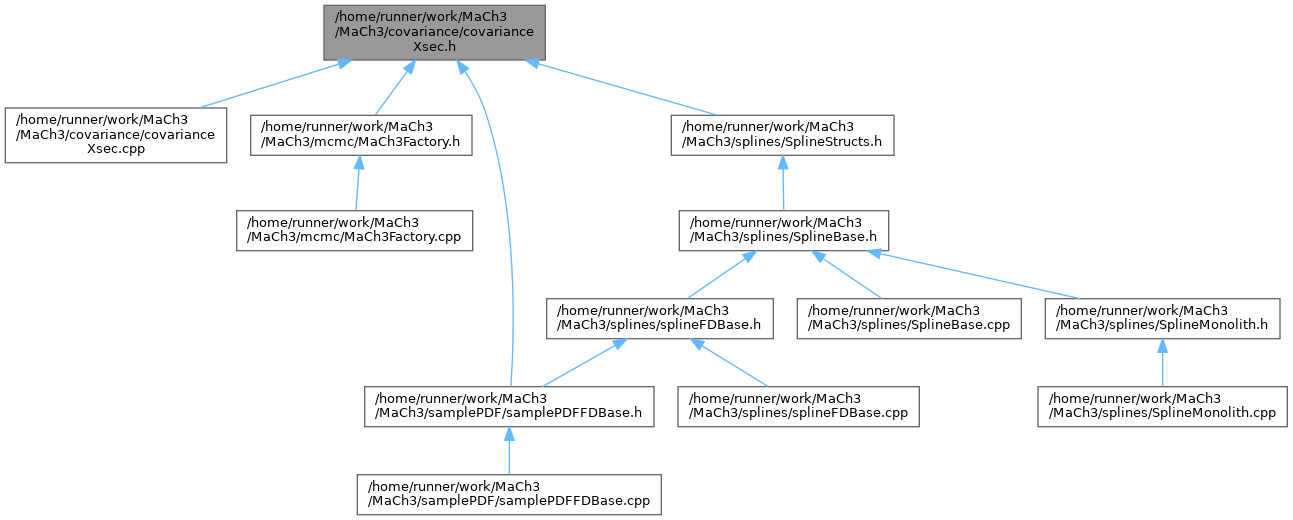 /home/runner/work/MaCh3
/MaCh3/covariance/covariance
Xsec.h
/home/runner/work/MaCh3
/MaCh3/covariance/covariance
Xsec.cpp
/home/runner/work/MaCh3
/MaCh3/mcmc/MaCh3Factory.h
/home/runner/work/MaCh3
/MaCh3/splines/SplineStructs.h
/home/runner/work/MaCh3
/MaCh3/mcmc/MaCh3Factory.cpp
/home/runner/work/MaCh3
/MaCh3/splines/SplineBase.h
/home/runner/work/MaCh3
/MaCh3/splines/splineFDBase.h
/home/runner/work/MaCh3
/MaCh3/splines/SplineBase.cpp
/home/runner/work/MaCh3
/MaCh3/splines/SplineMonolith.h
/home/runner/work/MaCh3
/MaCh3/samplePDF/samplePDFFDBase.h
/home/runner/work/MaCh3
/MaCh3/splines/splineFDBase.cpp
/home/runner/work/MaCh3
/MaCh3/splines/SplineMonolith.cpp
/home/runner/work/MaCh3
/MaCh3/samplePDF/samplePDFFDBase.cpp